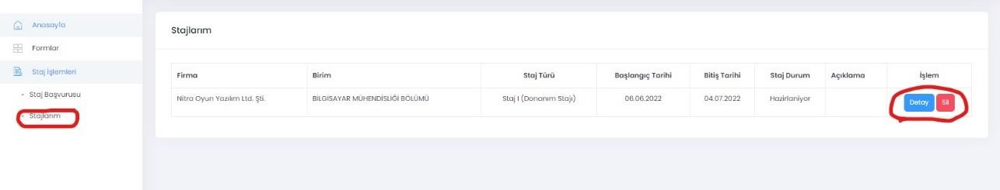 Anasayfa
Formlar
Staj İşlemleri
- Staj Başvurusu
- Stajlarım
Stajlarım
Firma Birim Staj Türü Başlangıç Tarihi Bitiş Tarihi Staj Durum Açıklama İşlem
Nitra Oyun Yazılım Ltd. Şti. BİLGİSAYAR MÜHENDİSLİĞİ BÖLÜMÜ Staj I (Donanım Stajı) 06.06.2022 04.07.2022 Hazirlaniyor Detay Sil